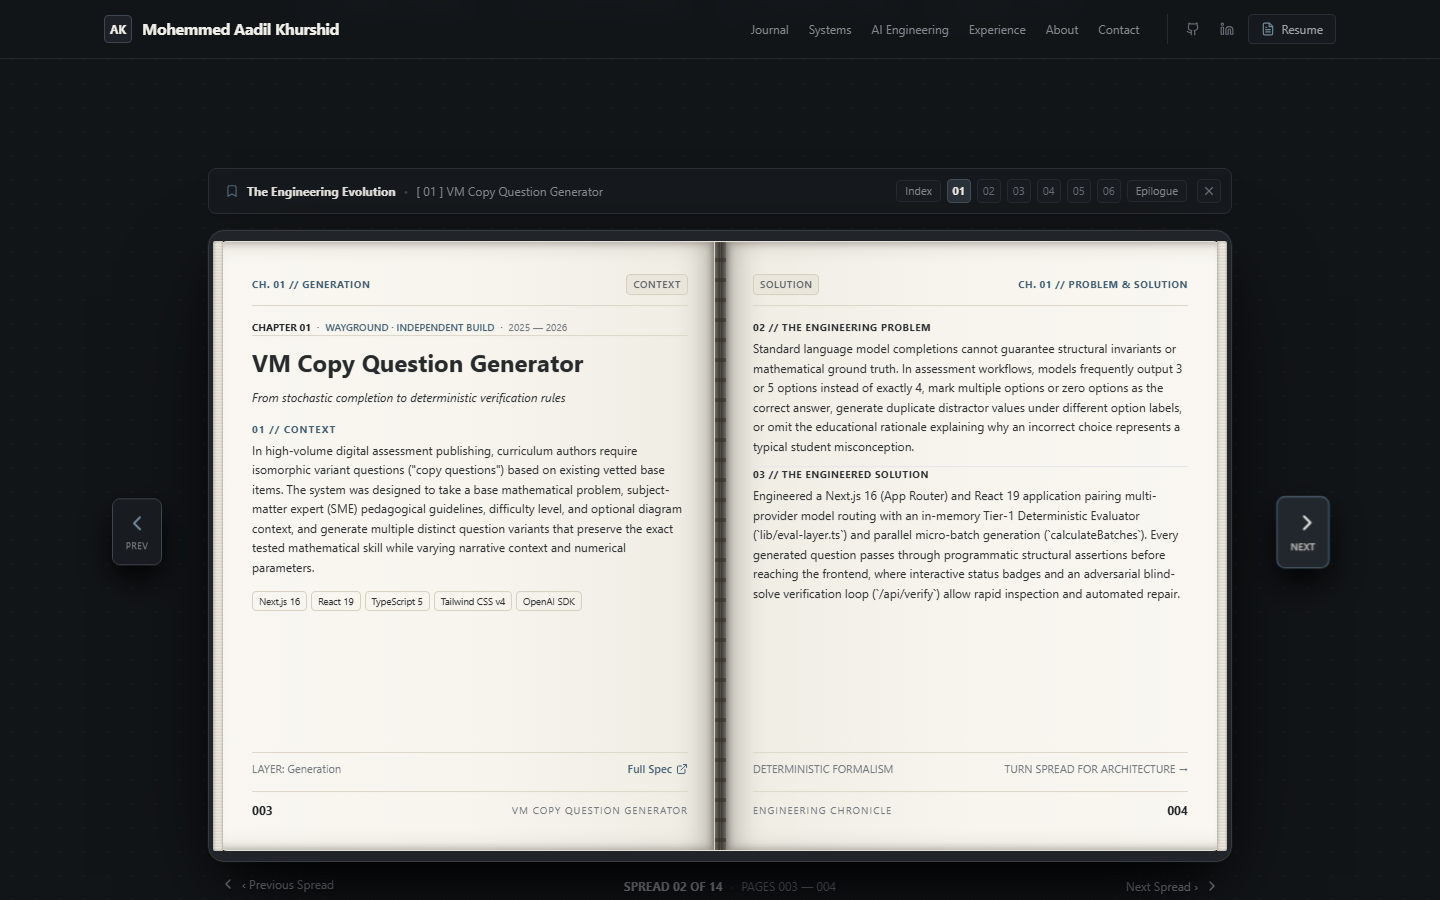 AK Mohemmed Aadil Khurshid Journal Systems AI Engineering Experience About Contact Resume
The Engineering Evolution · [ 01 ] VM Copy Question Generator Index 01 02 03 04 05 06 Epilogue
CH. 01 // GENERATION CONTEXT
CHAPTER 01 · WAYGROUND · INDEPENDENT BUILD · 2025 — 2026
VM Copy Question Generator
From stochastic completion to deterministic verification rules
01 // CONTEXT
In high-volume digital assessment publishing, curriculum authors require
isomorphic variant questions ("copy questions") based on existing vetted base
items. The system was designed to take a base mathematical problem, subject-
matter expert (SME) pedagogical guidelines, difficulty level, and optional diagram
context, and generate multiple distinct question variants that preserve the exact
tested mathematical skill while varying narrative context and numerical
parameters.
Next.js 16 React 19 TypeScript 5 Tailwind CSS v4 OpenAI SDK
LAYER: Generation Full Spec
003 VM COPY QUESTION GENERATOR
SOLUTION CH. 01 // PROBLEM & SOLUTION
02 // THE ENGINEERING PROBLEM
Standard language model completions cannot guarantee structural invariants or
mathematical ground truth. In assessment workflows, models frequently output 3
or 5 options instead of exactly 4, mark multiple options or zero options as the
correct answer, generate duplicate distractor values under different option labels,
or omit the educational rationale explaining why an incorrect choice represents a
typical student misconception.
03 // THE ENGINEERED SOLUTION
Engineered a Next.js 16 (App Router) and React 19 application pairing multi-
provider model routing with an in-memory Tier-1 Deterministic Evaluator
(`lib/eval-layer.ts`) and parallel micro-batch generation (`calculateBatches`). Every
generated question passes through programmatic structural assertions before
reaching the frontend, where interactive status badges and an adversarial blind-
solve verification loop (`/api/verify`) allow rapid inspection and automated repair.
DETERMINISTIC FORMALISM TURN SPREAD FOR ARCHITECTURE →
ENGINEERING CHRONICLE 004
PREV
NEXT
‹ Previous Spread SPREAD 02 OF 14 · PAGES 003 — 004 Next Spread ›